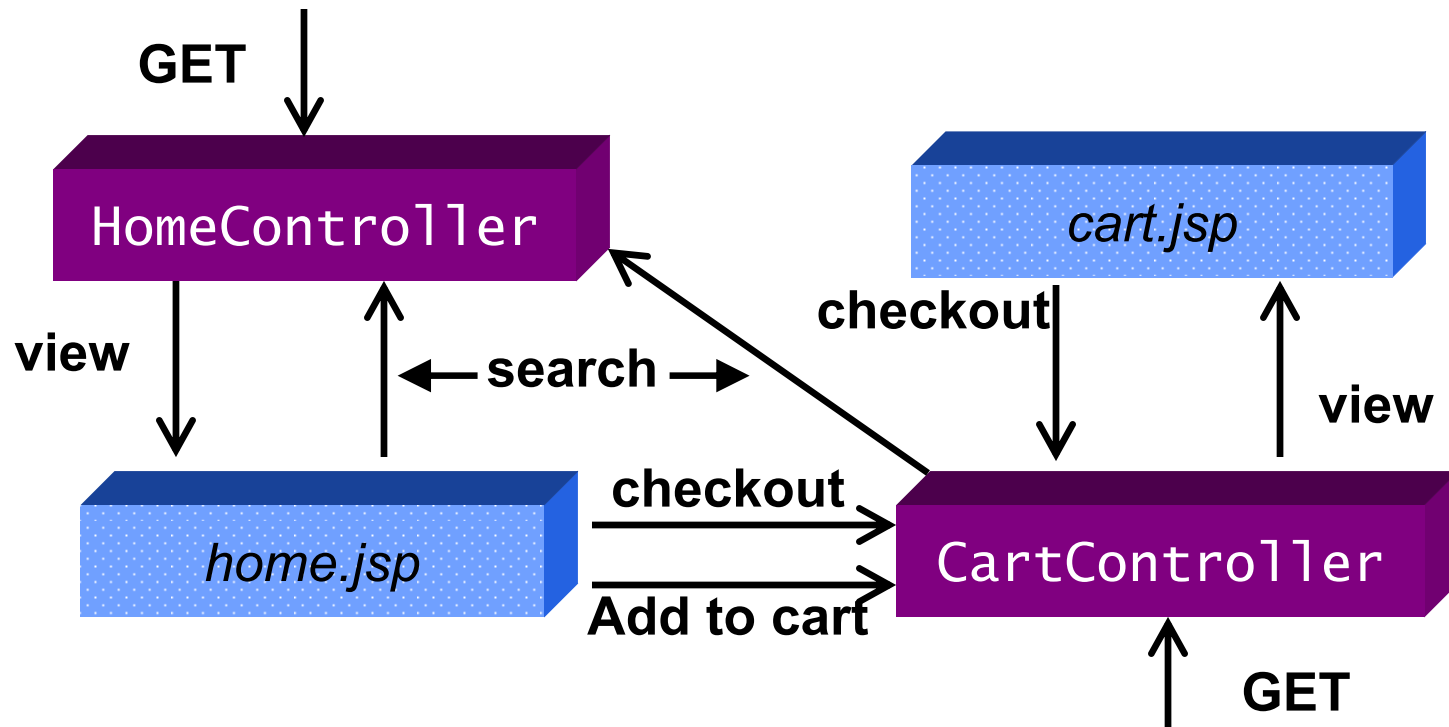 GET
HomeController
cart.jsp
checkout
view
search
view
checkout
home.jsp
CartController
Add to cart
GET